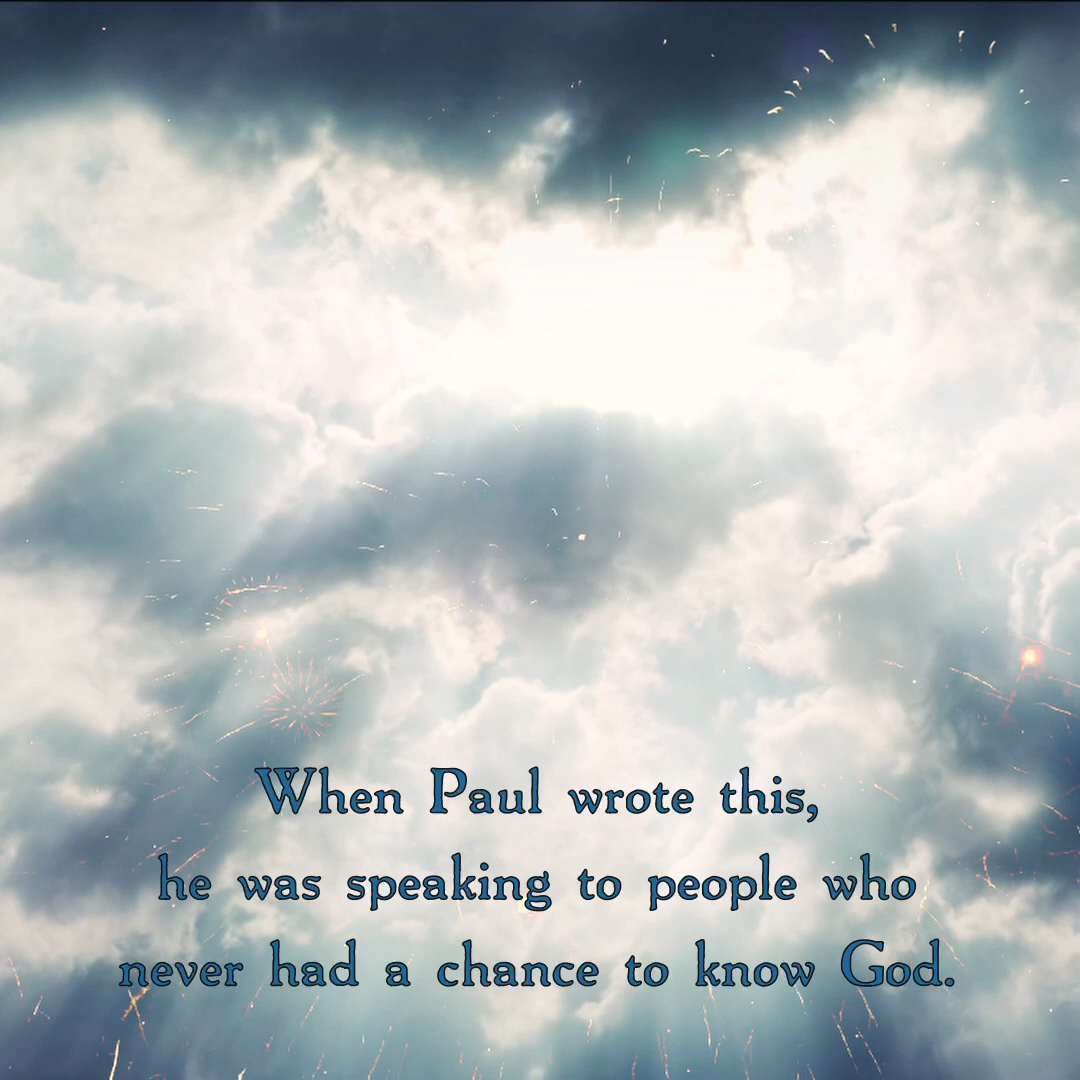 When Paul wrote this,
he was speaking to people who
never had a chance to know God.